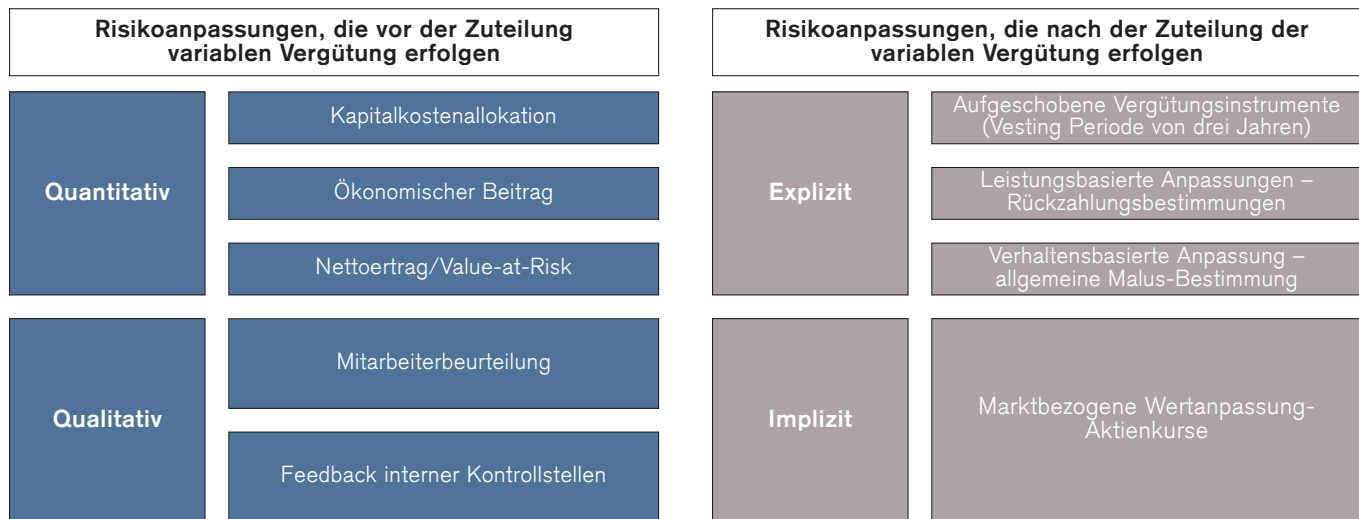 Risikoanpassungen, die vor der Zuteilung
variablen Vergütung erfolgen
Quantitativ
Kapitalkostenallokation
Ökonomischer Beitrag
Nettoertrag/Value-at-Risk
Qualitativ
Mitarbeiterbeurteilung
Feedback interner Kontrollstellen
Risikoanpassungen, die nach der Zuteilung der
variablen Vergütung erfolgen
Explizit
Aufgeschobene Vergütungsinstrumente
(Vesting Periode von drei Jahren)
Leistungsbasierte Anpassungen –
Rückzahlungsbestimmungen
Verhaltensbasierte Anpassung –
allgemeine Malus-Bestimmung
Implizit
Marktbezogene Wertanpassung-
Aktienkurse